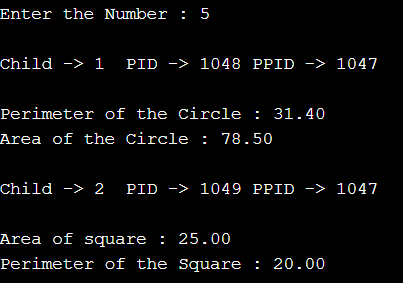 Enter the Number : 5
Child -> 1  PID -> 1048 PPID -> 1047
Perimeter of the Circle : 31.40
Area of the Circle : 78.50
Child -> 2  PID -> 1049 PPID -> 1047
Area of square : 25.00
Perimeter of the Square : 20.00